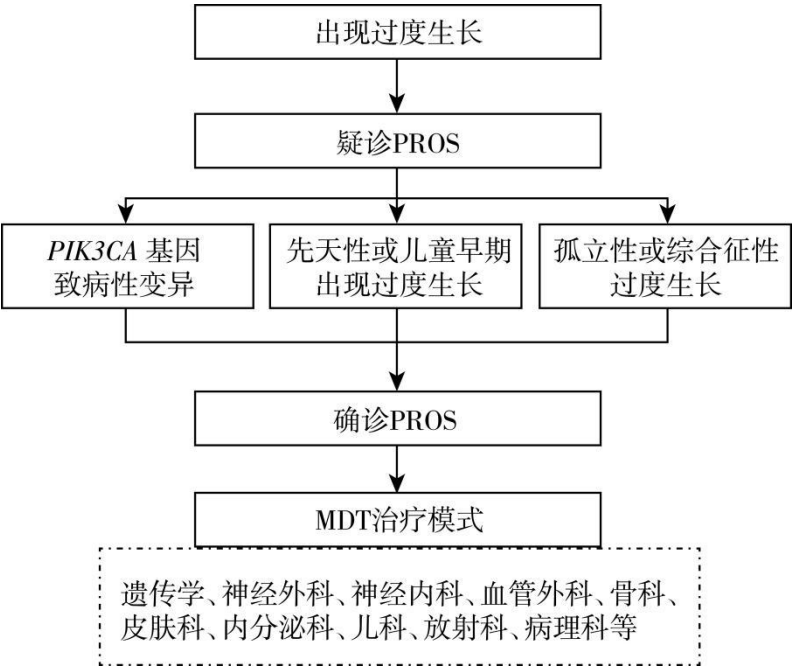 出现过度生长
疑诊PROS
PIK3CA 基因
致病性变异
先天性或儿童早期
出现过度生长
孤立性或综合征性
过度生长
确诊PROS
MDT治疗模式
遗传学、神经外科、神经内科、血管外科、骨科、
皮肤科、内分泌科、儿科、放射科、病理科等